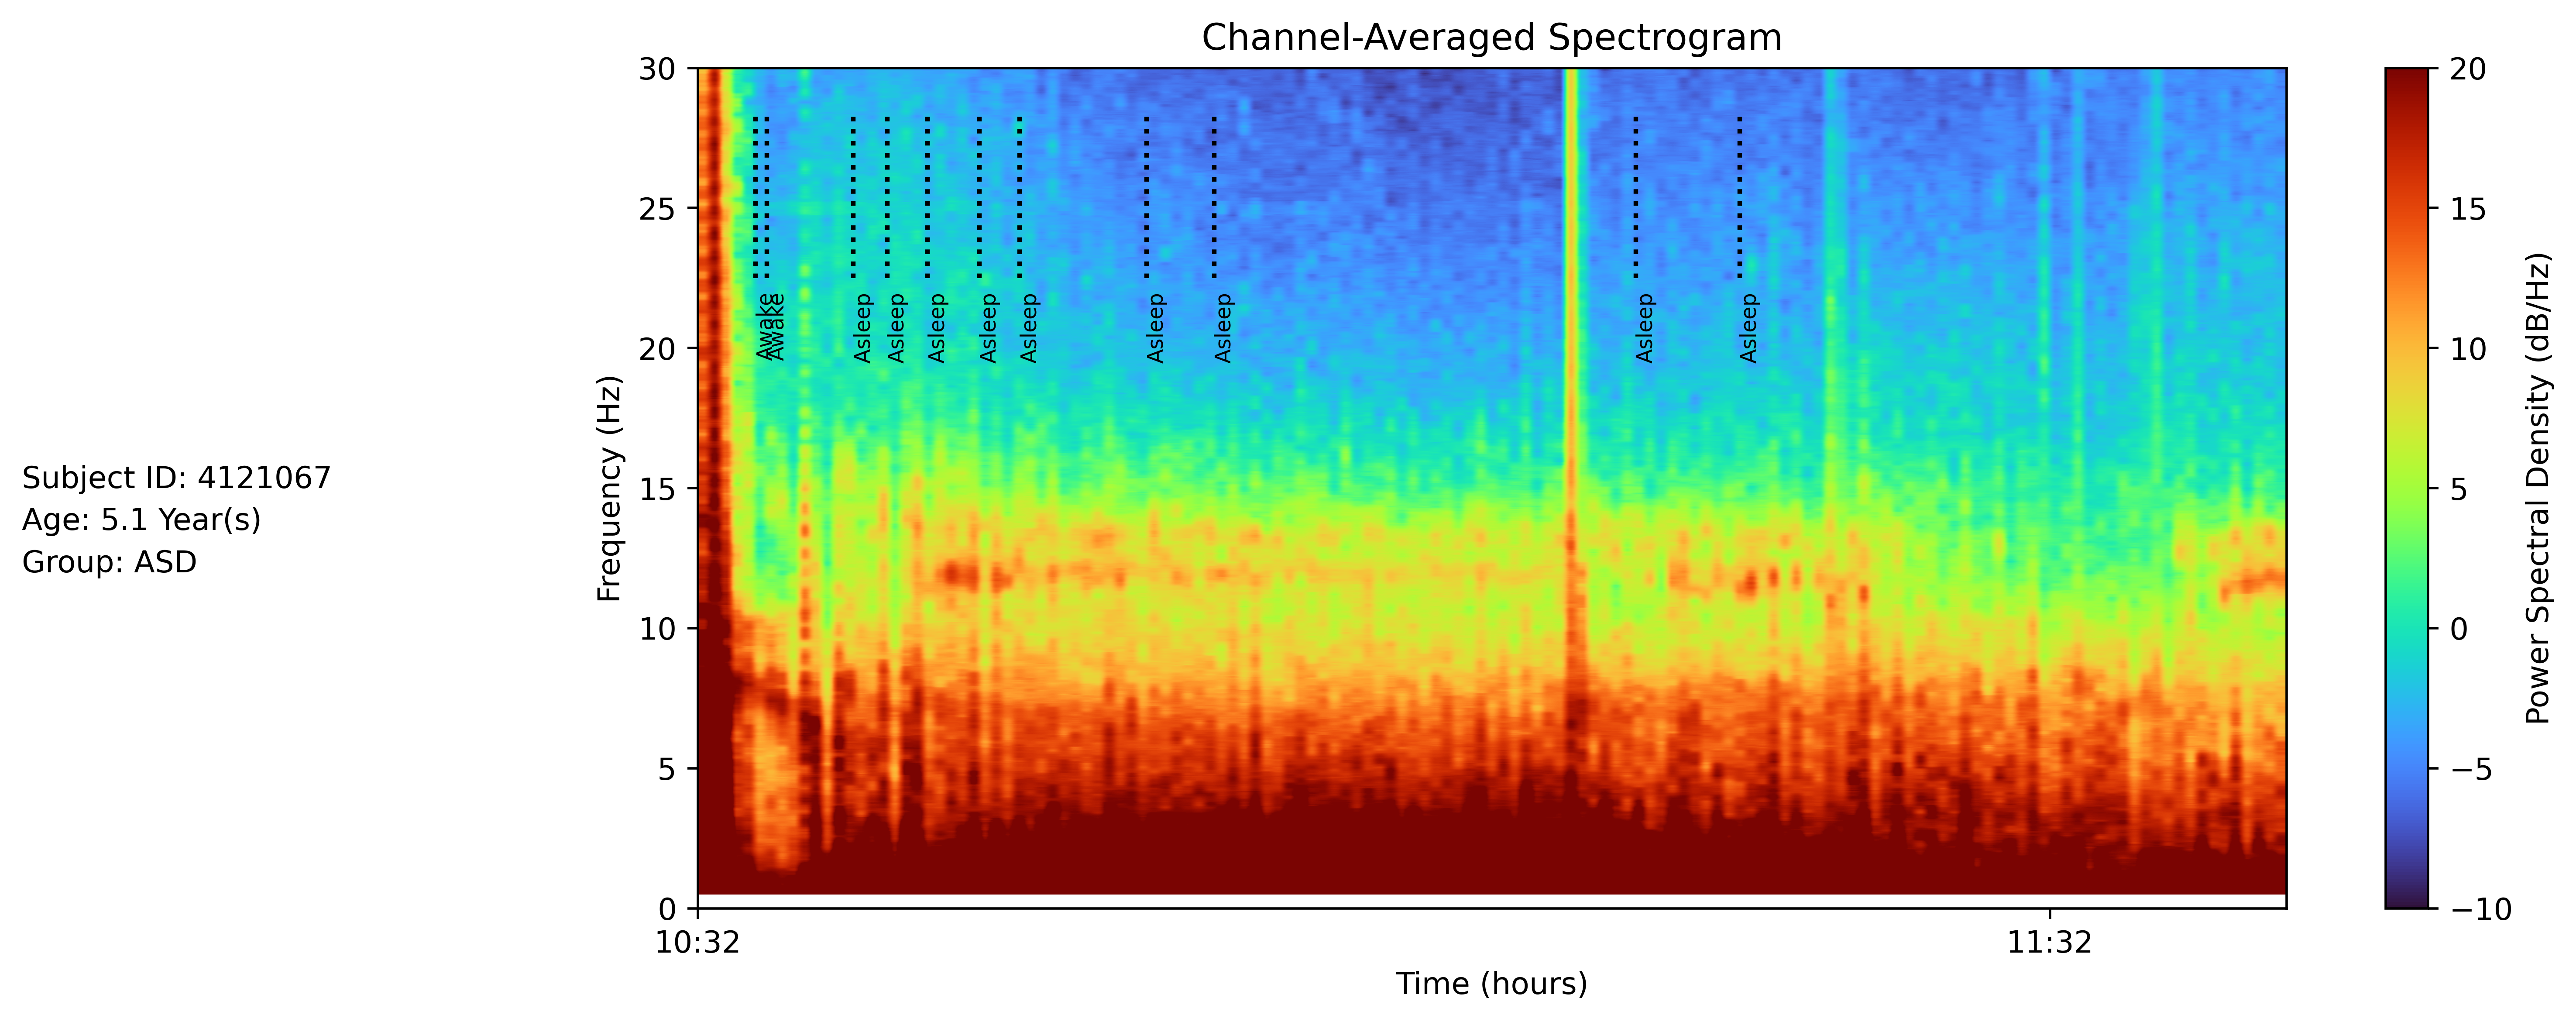 Channel-Averaged Spectrogram
Subject ID: 4121067
Age: 5.1 Year(s)
Group: ASD
Frequency (Hz)
30
25
20
15
10
5
0
Awake
Awake
Asleep
Asleep
Asleep
Asleep
Asleep
Asleep
Asleep
Asleep
Asleep
10:32
11:32
Time (hours)
20
15
10
5
0
−5
−10
Power Spectral Density (dB/Hz)